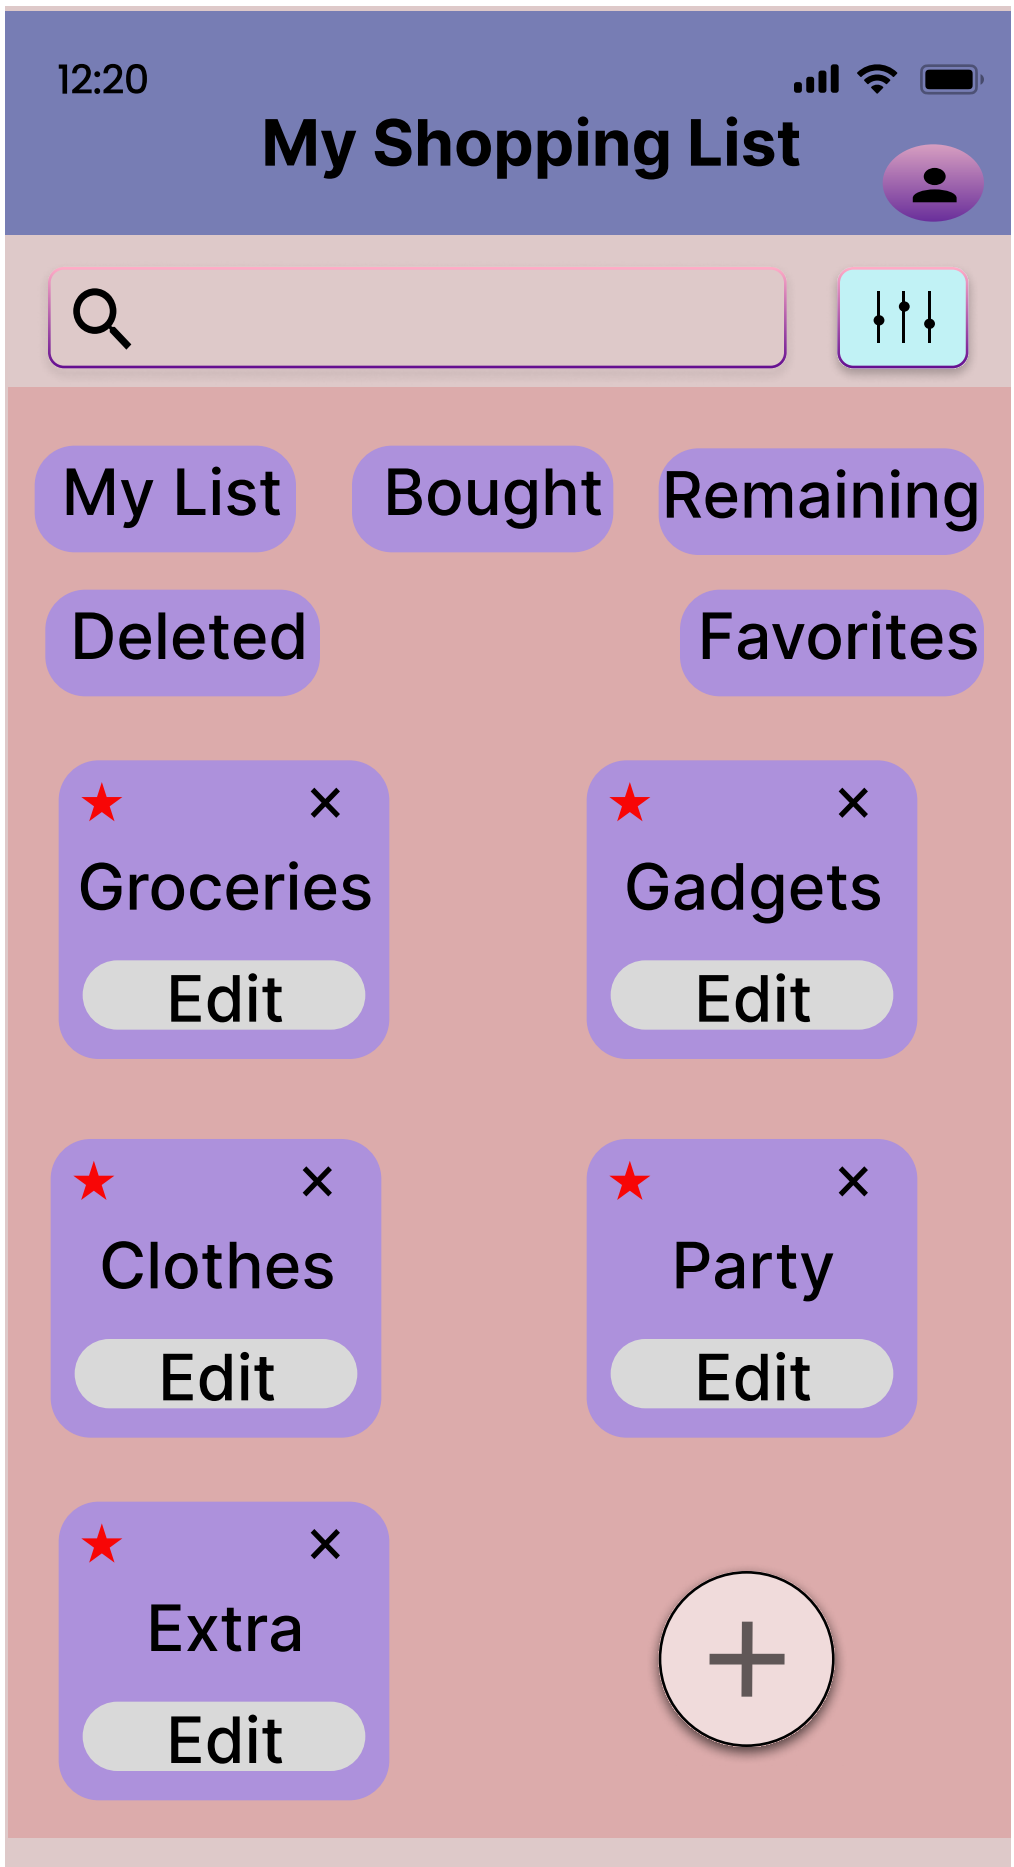 12:20
My Shopping List
My List Bought Remaining
Deleted Favorites
Groceries Gadgets
Edit Edit
Clothes Party
Edit Edit
Extra
Edit